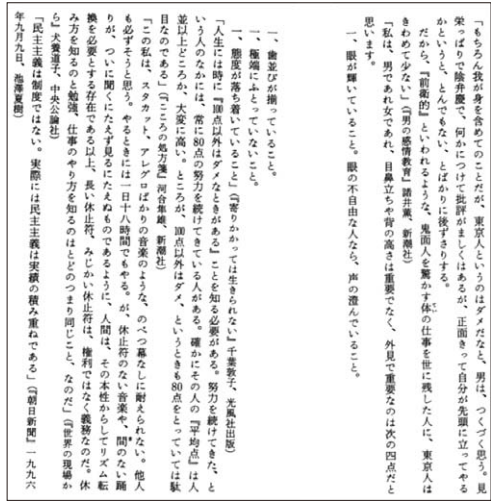 「もちろん我が身を含めてのことだが、東京人というのはダメだなと、男は、つくづく思う。見
栄っぱりで陰弁慶で、何かにつけて批評がましくはあるが、正面きって自分が先頭に立ってやる
かというと、とんでもない、とばかりに後ずさりする。
だから、『前衛的』といわれるような、鬼面人を驚かす体の仕事を世に残した人に、東京人は
きわめて少ない」（『男の感情教育』諸井薫、新潮社）
「私は、男であれ女であれ、目鼻立ちや背の高さは重要でなく、外見で重要なのは次の四点だと
思います。
一、眼が輝いていること。眼の不自由な人なら、声の澄んでいること。
一、歯並びが揃っていること。
一、極端にふとっていないこと。
一、態度が落ち着いていること」（『寄りかかっては生きられない』千葉敦子、光風社出版）
「人生には時に『100点以外はダメなときがある』ことを知る必要がある。努力を続けてきた、と
いう人のなかには、常に80点の努力を続けてきている人がある。確かにその人の『平均点』は人
並以上どころか、大変に高い。ところが、100点以外はダメ、というときも80点をとっていては駄
目なのである」（『こころの処方箋』河合隼雄、新潮社）
「この私は、スタカット、アレグロばかりの音楽のような、のべつ幕なしに耐えられない。他人
も必ずそうと思う。やるときには一日十八時間でもやる。が、休止符のない音楽や、間のない踊
りが、ついに聞くにたえず見るにたえぬものであるように、人間は、その本性からしてリズム転
換を必要とする存在である以上、長い休止符、みじかい休止符は、権利ではなく義務なのだ。休
み方を知るのと勉強、仕事のやり方を知るのはとどのつまり同じこと、なのだ」（『世界の現場か
ら』犬養道子、中央公論社）
「民主主義は制度ではない。実際には民主主義は実績の積み重ねである」（『朝日新聞』一九九六
年九月九日、池澤夏樹）